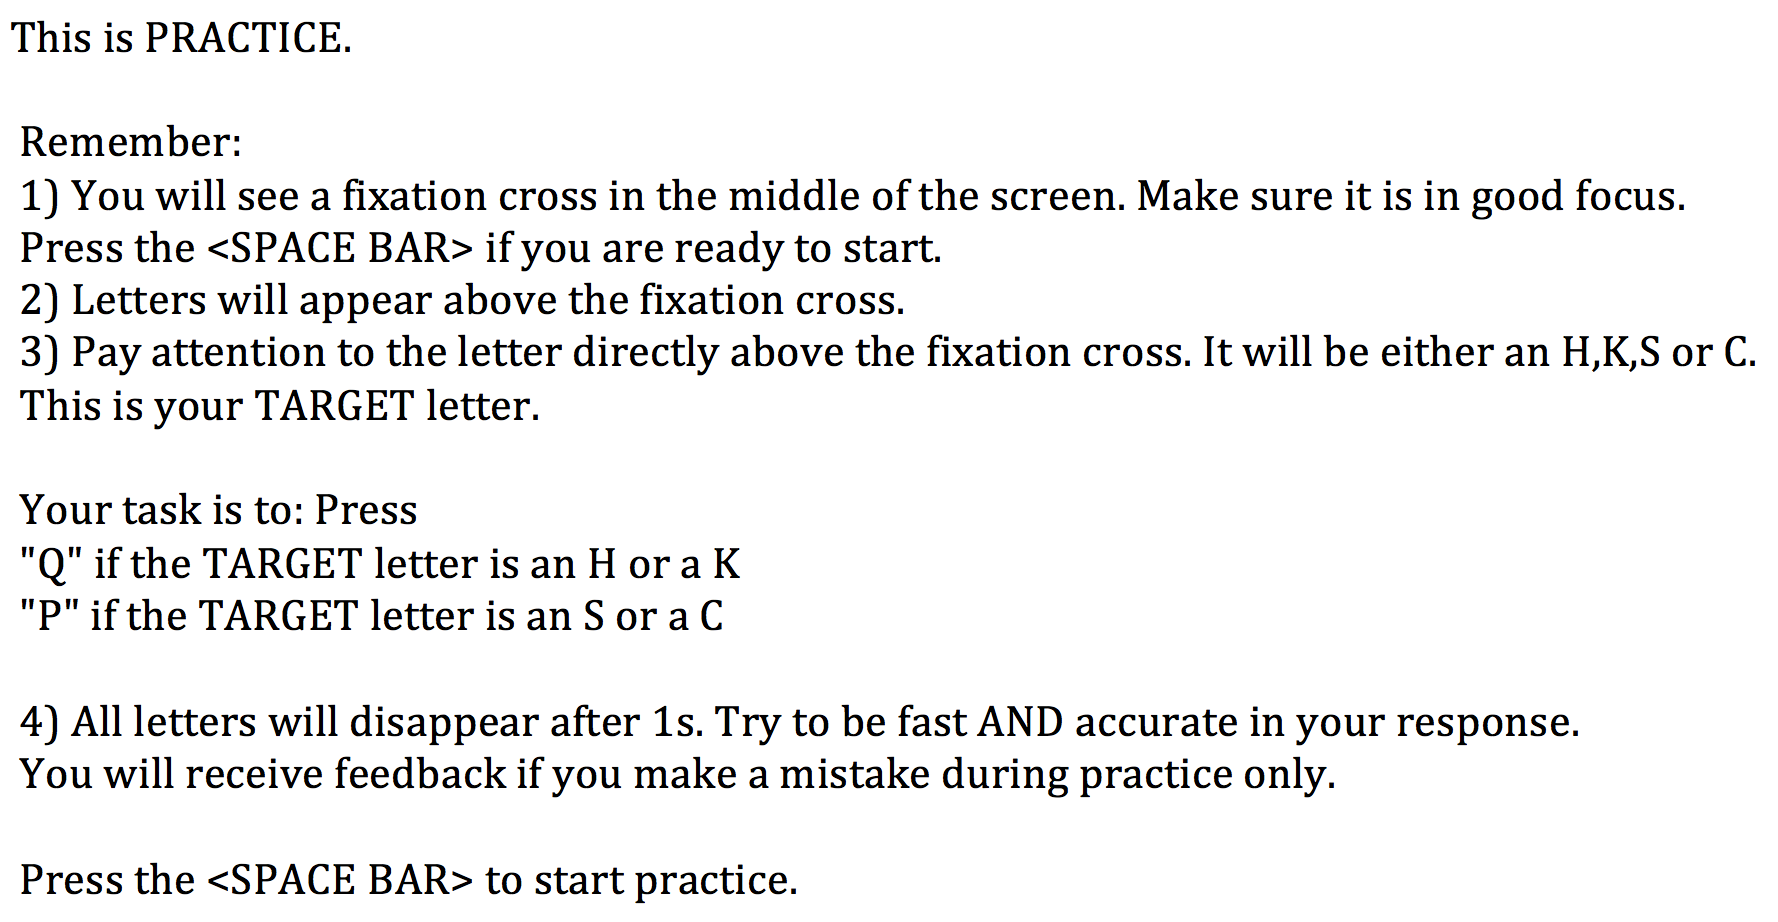 This is PRACTICE.
Remember:
1) You will see a fixation cross in the middle of the screen. Make sure it is in good focus.
Press the <SPACE BAR> if you are ready to start.
2) Letters will appear above the fixation cross.
3) Pay attention to the letter directly above the fixation cross. It will be either an H,K,S or C.
This is your TARGET letter.
Your task is to: Press
"Q" if the TARGET letter is an H or a K
"P" if the TARGET letter is an S or a C
4) All letters will disappear after 1s. Try to be fast AND accurate in your response.
You will receive feedback if you make a mistake during practice only.
Press the <SPACE BAR> to start practice.